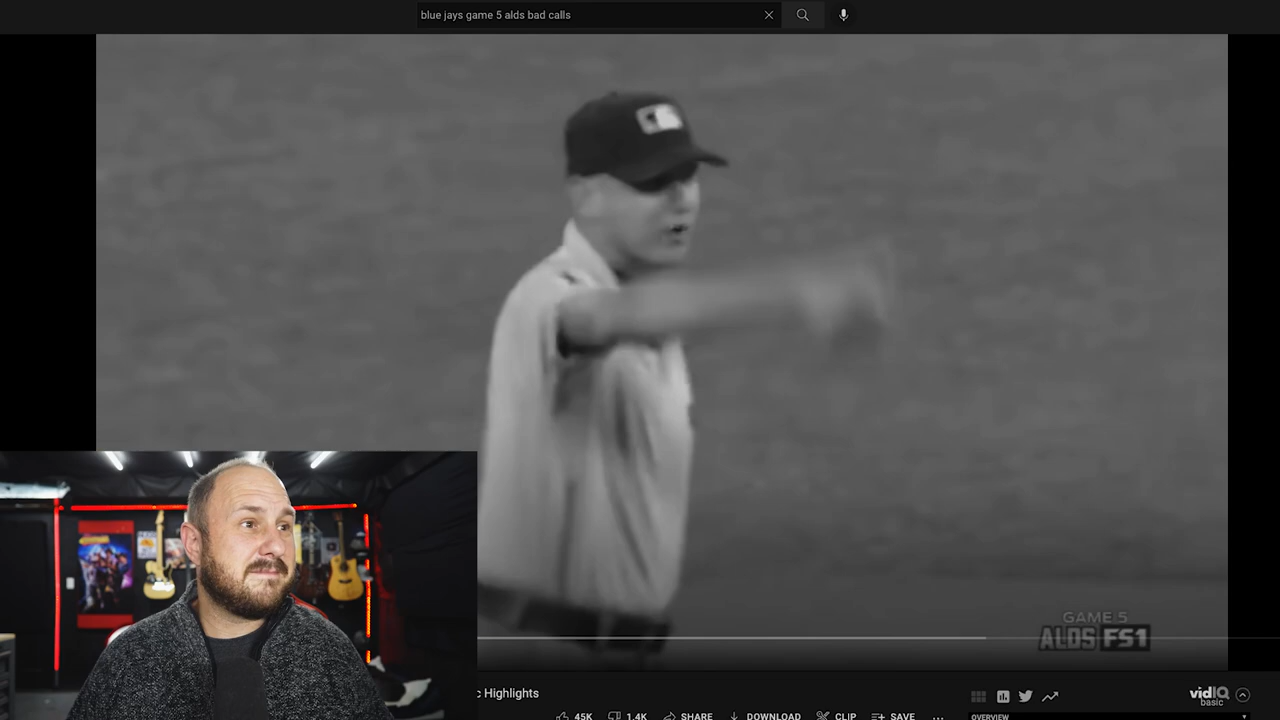 blue jays game 5 alds bad calls
GAME 5
ALDS FS1
c Highlights
45K 1.4K SHARE DOWNLOAD CLIP SAVE
vidIQ
basic
OVERVIEW